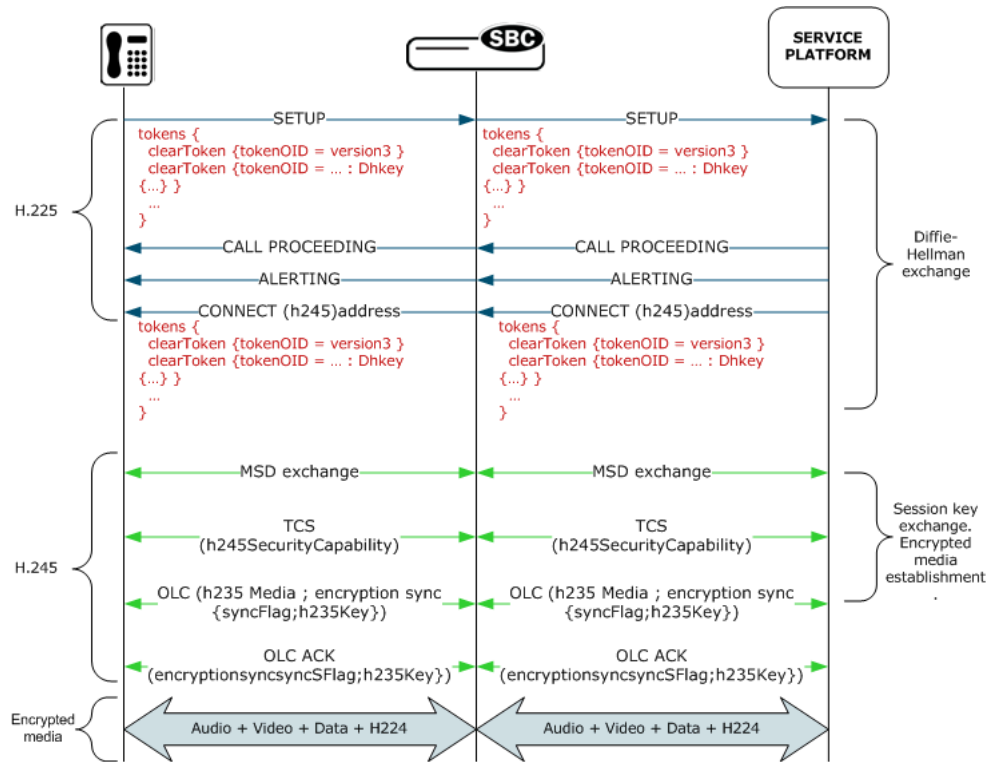 SBC
SERVICE
PLATFORM
SETUP
SETUP
tokens {
clearToken {tokenOID = version3 }
clearToken {tokenOID = ... : Dhkey
{...} }
...
}
tokens {
clearToken {tokenOID = version3 }
clearToken {tokenOID = ... : Dhkey
{...} }
...
}
H.225
CALL PROCEEDING
CALL PROCEEDING
Diffie-
Hellman
exchange
ALERTING
ALERTING
CONNECT (h245)address
CONNECT (h245)address
tokens {
clearToken {tokenOID = version3 }
clearToken {tokenOID = ... : Dhkey
{...} }
...
}
tokens {
clearToken {tokenOID = version3 }
clearToken {tokenOID = ... : Dhkey
{...} }
...
}
MSD exchange
MSD exchange
H.245
TCS
(h245SecurityCapability)
TCS
(h245SecurityCapability)
Session key
exchange.
Encrypted
media
establishment
.
OLC (h235 Media ; encryption sync
{syncFlag;h235Key})
OLC (h235 Media ; encryption sync
{syncFlag;h235Key})
OLC ACK
(encryptionsyncsyncSFlag;h235Key})
OLC ACK
(encryptionsyncsyncSFlag;h235Key})
Encrypted
media
Audio + Video + Data + H224
Audio + Video + Data + H224